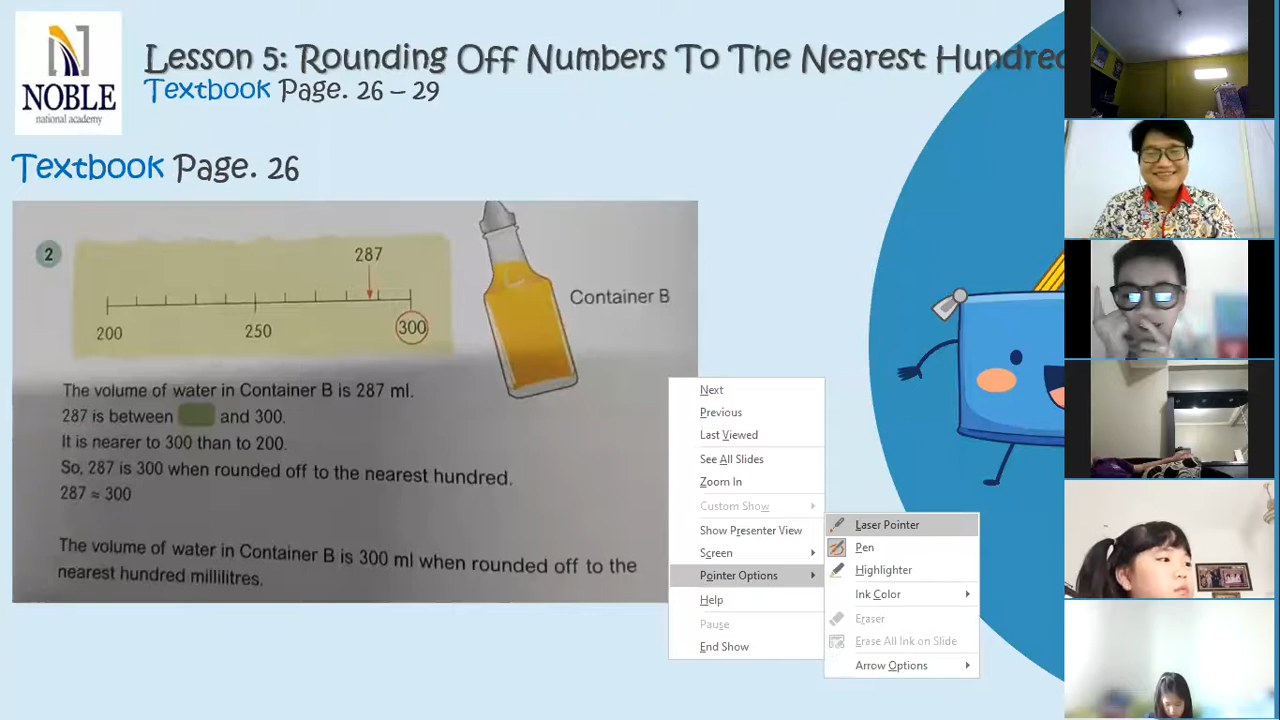 NOBLE
national academy
Lesson 5: Rounding Off Numbers To The Nearest Hundred
Textbook Page. 26 – 29
Textbook Page. 26
2
287
200
250
300
Container B
The volume of water in Container B is 287 ml.
287 is between and 300.
It is nearer to 300 than to 200.
So, 287 is 300 when rounded off to the nearest hundred.
287 ≈ 300
The volume of water in Container B is 300 ml when rounded off to the
nearest hundred millilitres.
Next
Previous
Last Viewed
See All Slides
Zoom In
Custom Show
Show Presenter View
Screen
Pointer Options
Help
Pause
End Show
Laser Pointer
Pen
Highlighter
Ink Color
Eraser
Erase All Ink on Slide
Arrow Options